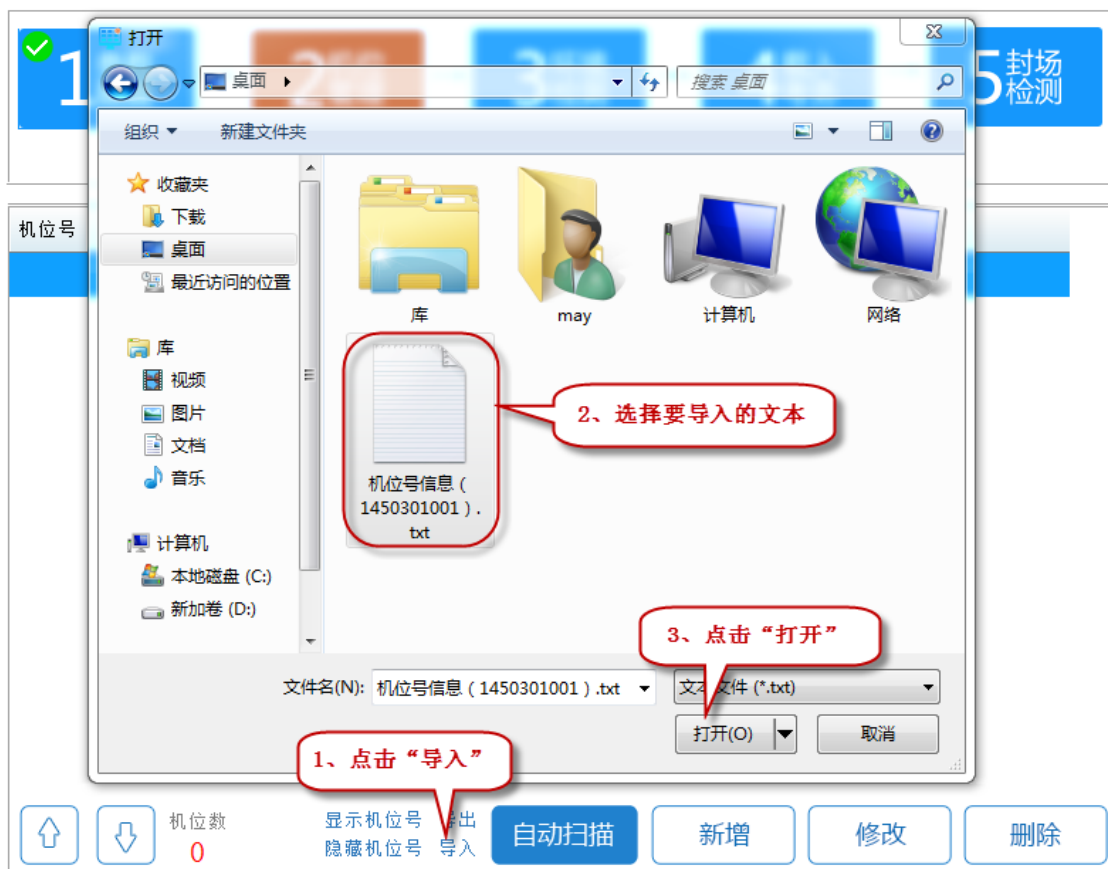 打开
1
2
3
4
5 封场
检测
桌面
搜索 桌面
组织
新建文件夹
收藏夹
下载
桌面
最近访问的位置
库
视频
图片
文档
音乐
计算机
本地磁盘 (C:)
新加卷 (D:)
机位号
库
may
计算机
网络
机位号信息 (
1450301001 ) .
txt
2、选择要导入的文本
3、点击“打开”
文件名(N):
机位号信息 ( 1450301001 ) .txt
文本文件 (*.txt)
打开(O)
取消
1、点击“导入”
机位数
0
显示机位号
导出
隐藏机位号
导入
自动扫描
新增
修改
删除